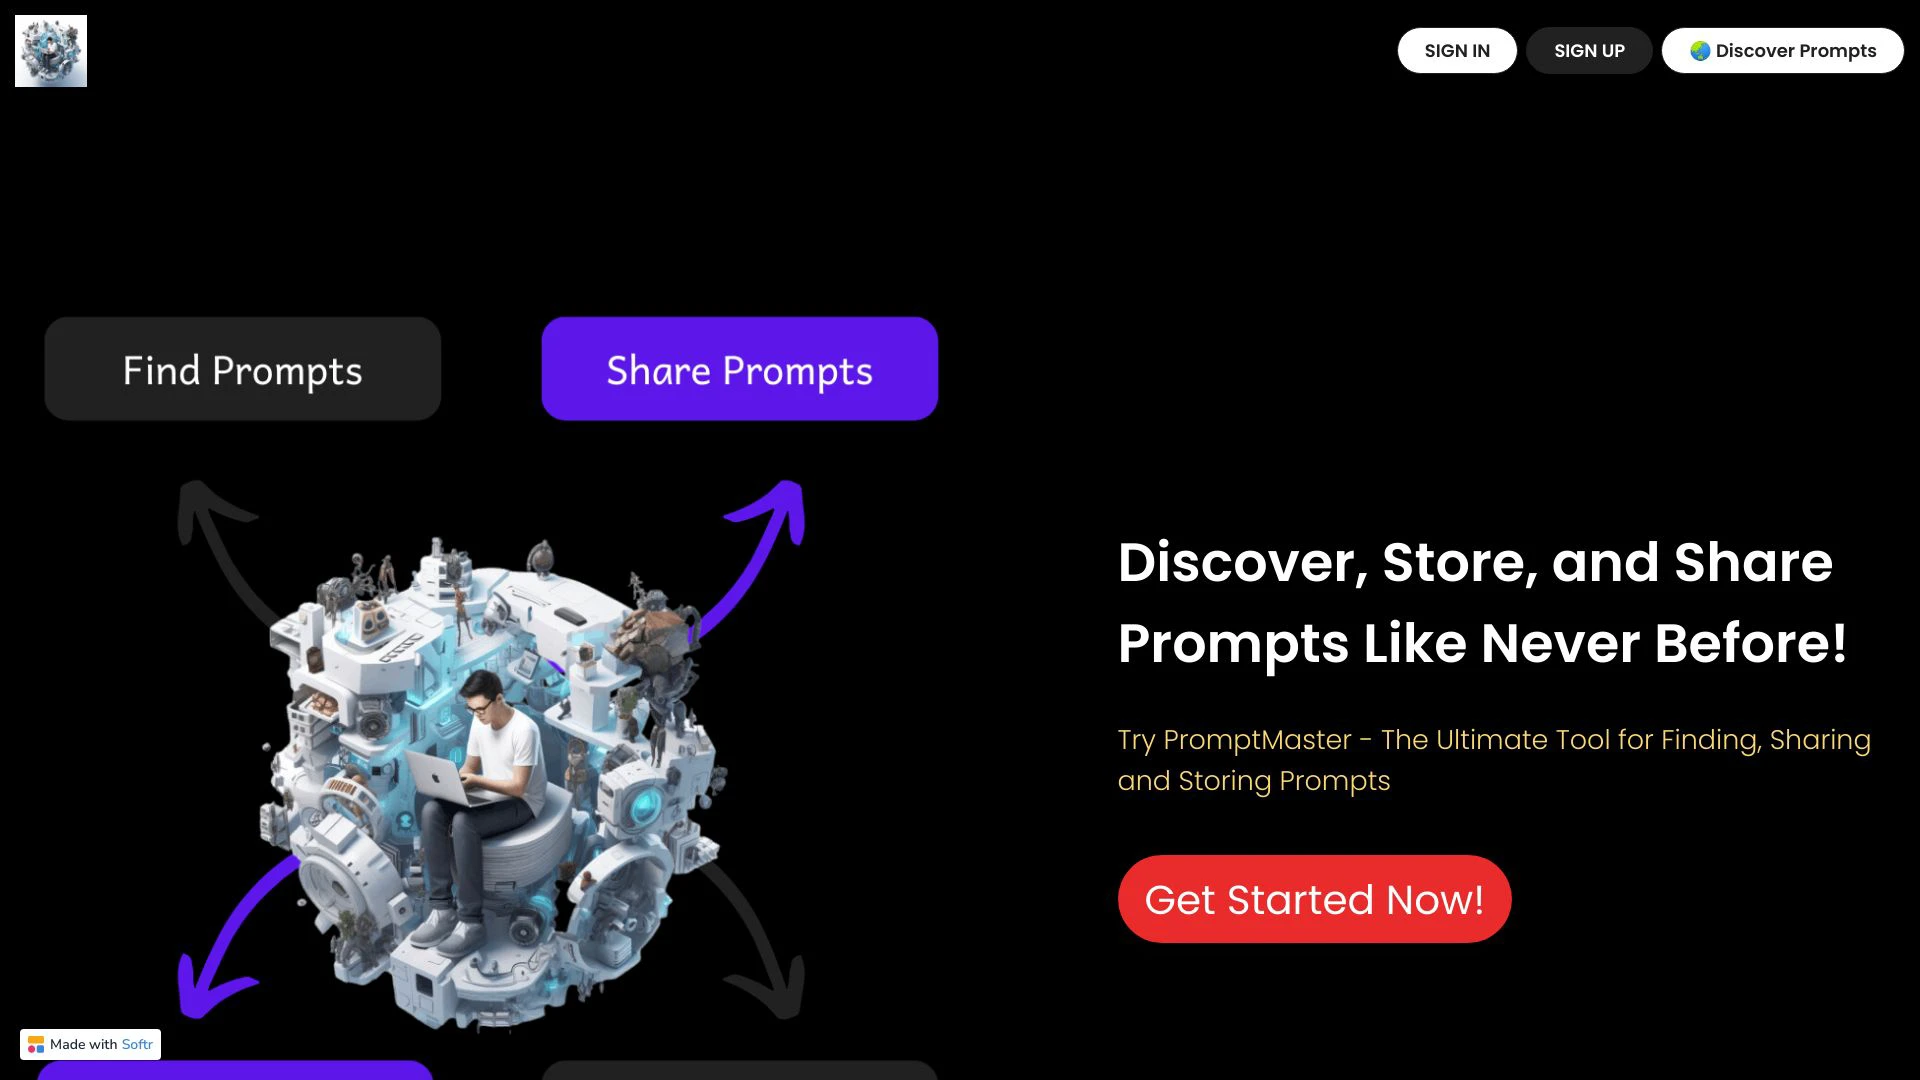 SIGN IN
SIGN UP
Discover Prompts
Find Prompts
Share Prompts
Discover, Store, and Share
Prompts Like Never Before!
Try PromptMaster - The Ultimate Tool for Finding, Sharing
and Storing Prompts
Get Started Now!
Made with Softr